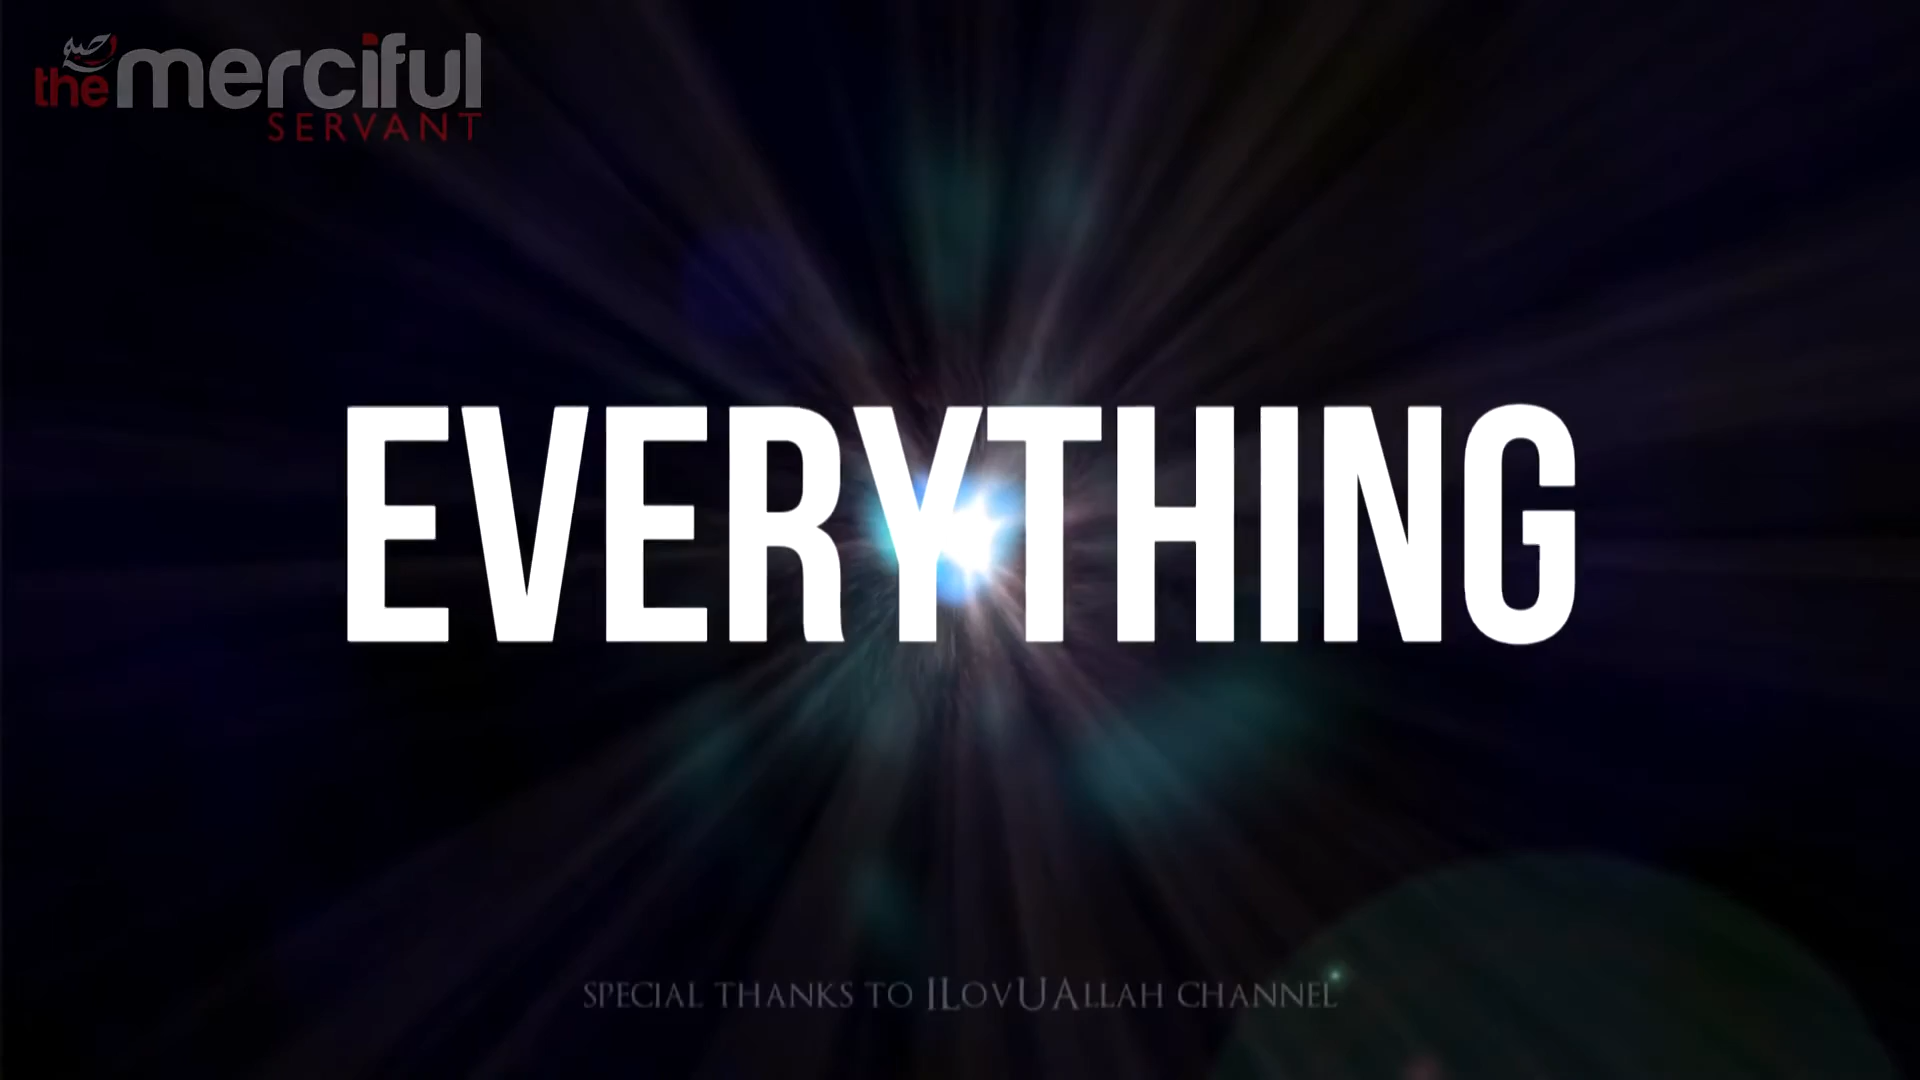 the merciful
SERVANT
EVERYTHING
SPECIAL THANKS TO ILOVUALLAH CHANNEL